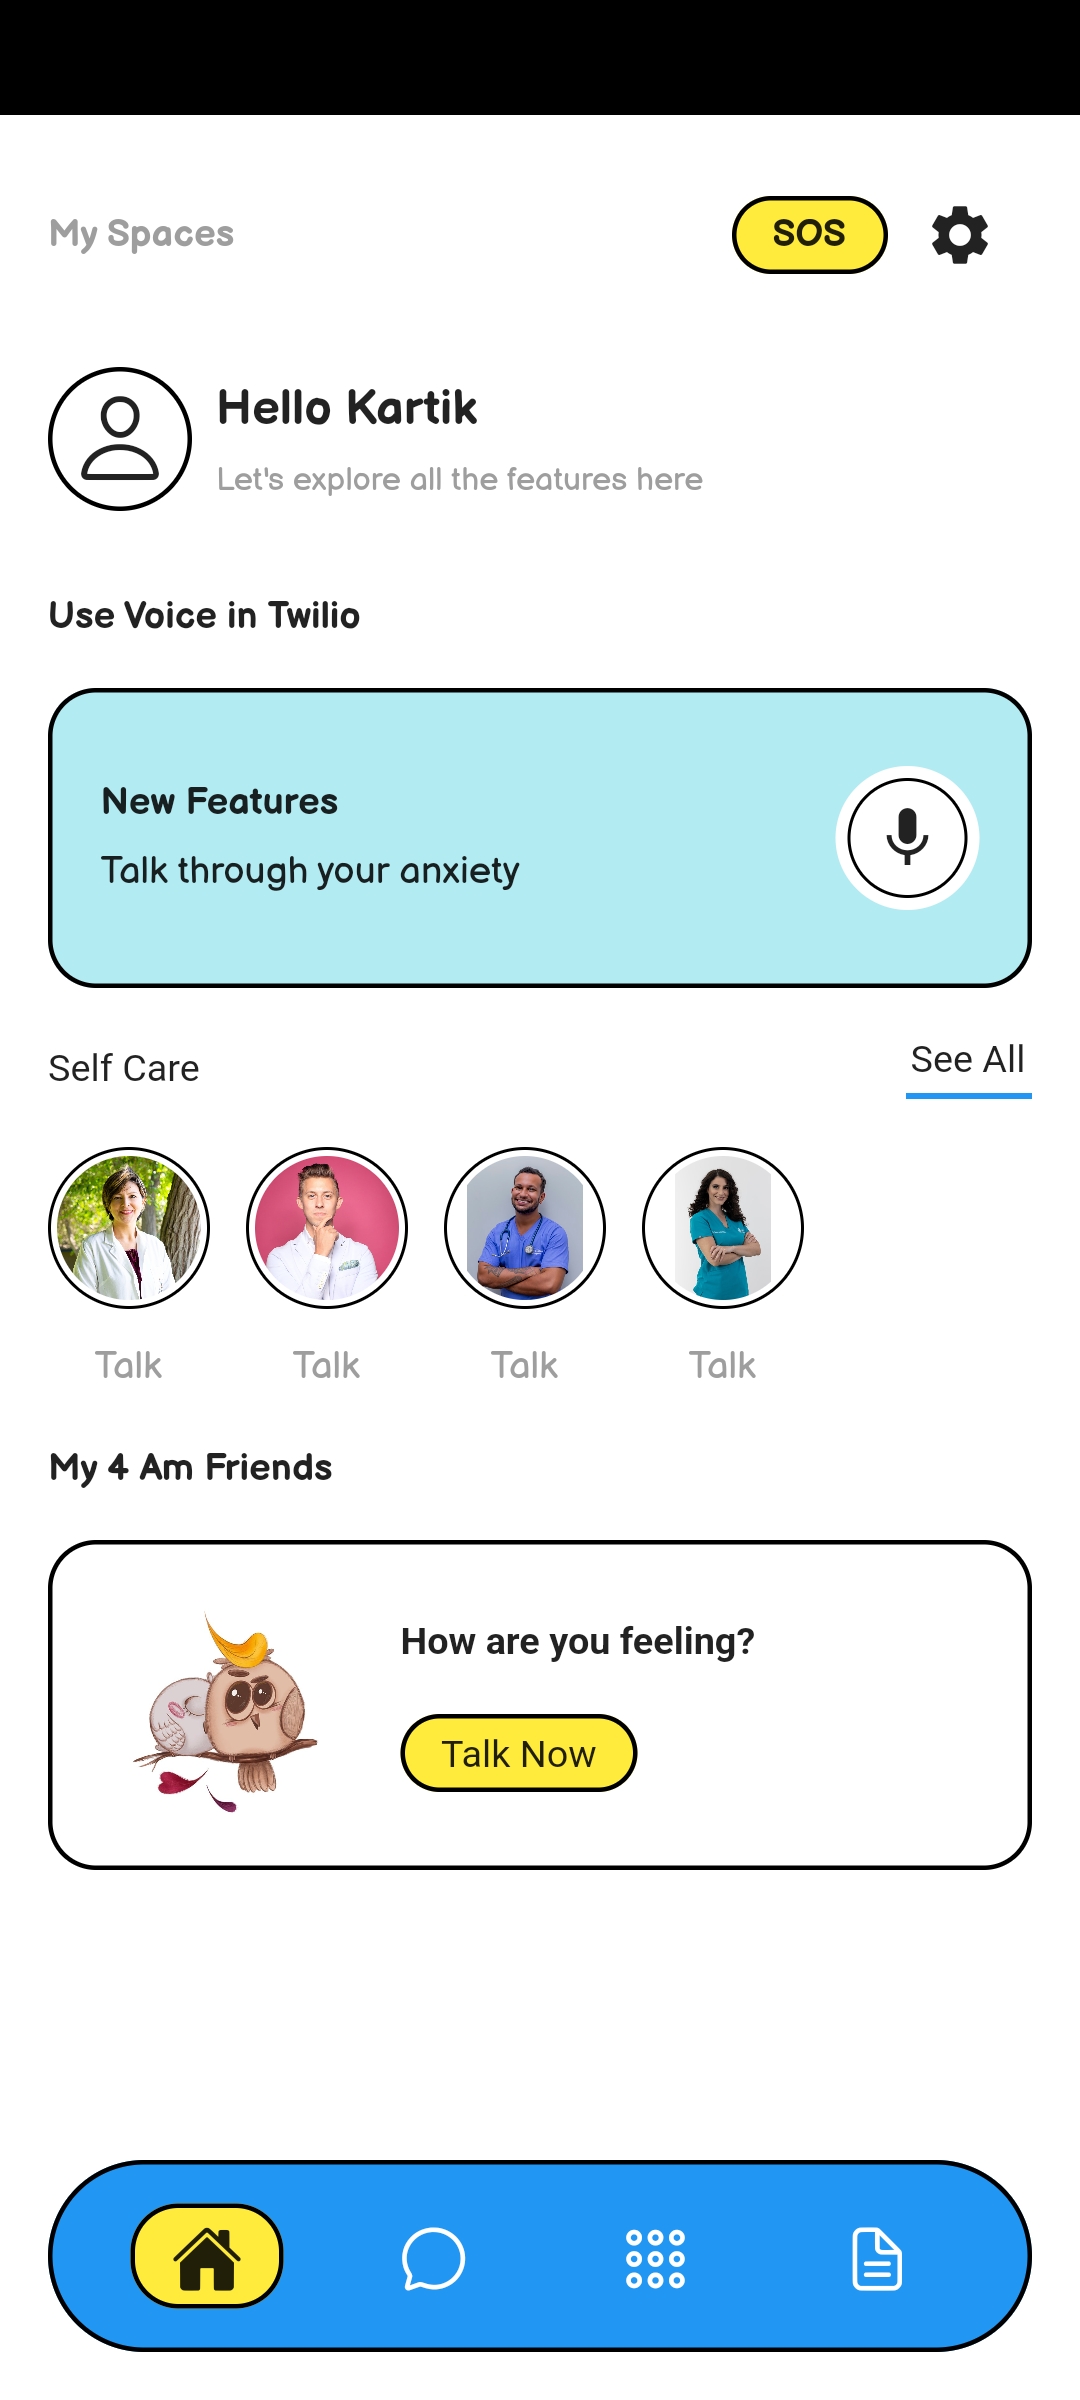 My Spaces
SOS
Hello Kartik
Let's explore all the features here
Use Voice in Twilio
New Features
Talk through your anxiety
Self Care
See All
Talk
Talk
Talk
Talk
My 4 Am Friends
How are you feeling?
Talk Now